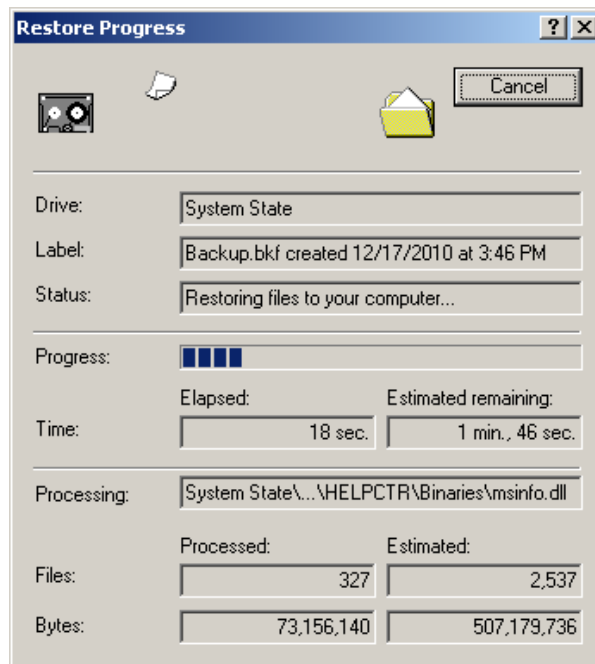 Restore Progress
Cancel
Drive: System State
Label: Backup.bkf created 12/17/2010 at 3:46 PM
Status: Restoring files to your computer...
Progress:
Elapsed: Estimated remaining:
Time: 18 sec. 1 min., 46 sec.
Processing: System State\...\HELPCTR\Binaries\msinfo.dll
Processed: Estimated:
Files: 327 2,537
Bytes: 73,156,140 507,179,736